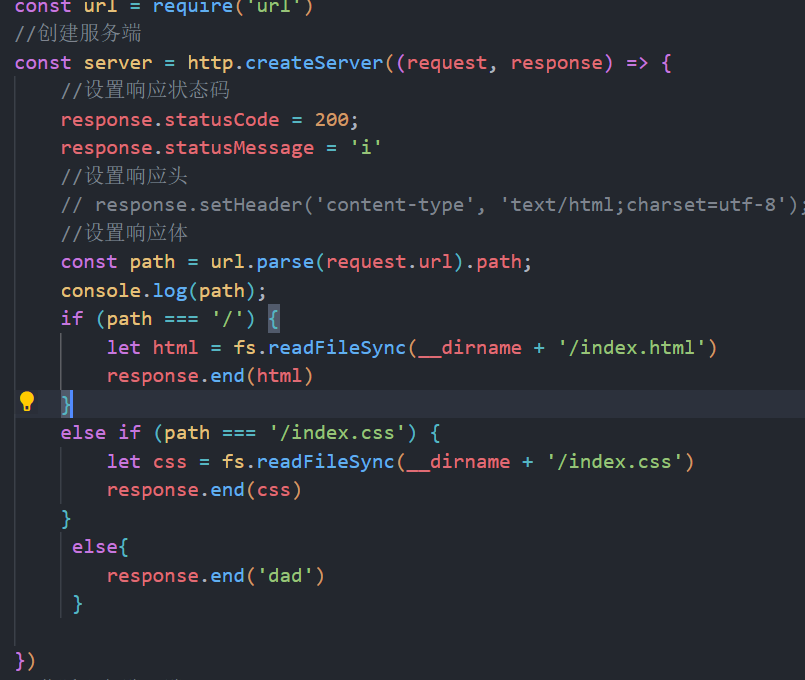 const url = require('url')
//创建服务端
const server = http.createServer((request, response) => {
//设置响应状态码
response.statusCode = 200;
response.statusMessage = 'i'
//设置响应头
// response.setHeader('content-type', 'text/html;charset=utf-8');
//设置响应体
const path = url.parse(request.url).path;
console.log(path);
if (path === '/') {
let html = fs.readFileSync(__dirname + '/index.html')
response.end(html)
}
else if (path === '/index.css') {
let css = fs.readFileSync(__dirname + '/index.css')
response.end(css)
}
else{
response.end('dad')
}
})